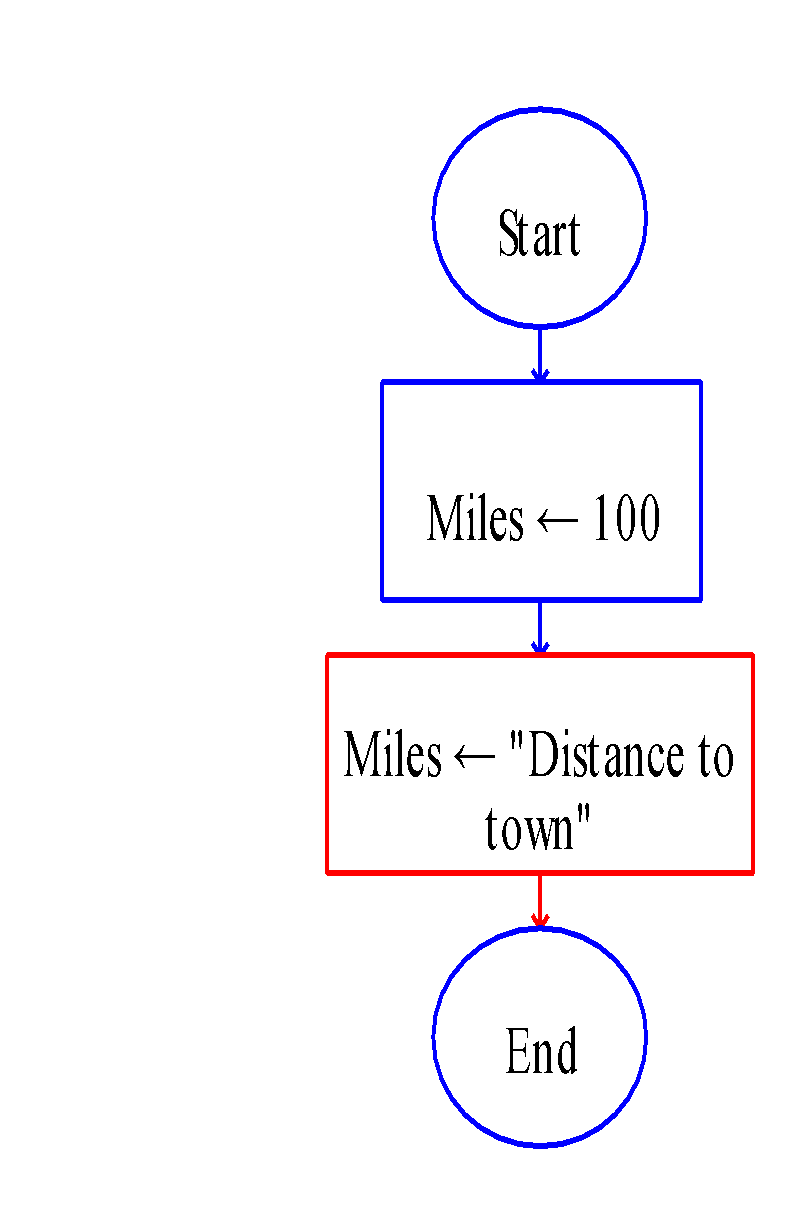 Start
Miles ← 100
Miles ← "Distance to
town"
End